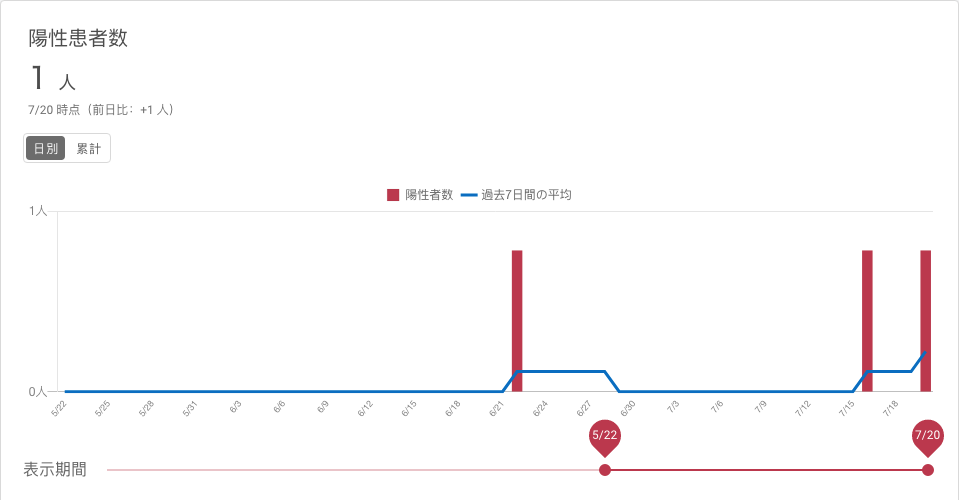 陽性患者数
1 人
7/20 時点（前日比：+1 人）
日別 累計
陽性者数 過去7日間の平均
1人
0人
5/22 5/25 5/28 5/31 6/3 6/6 6/9 6/12 6/15 6/18 6/21 6/24 6/27 6/30 7/3 7/6 7/9 7/12 7/15 7/18
5/22 7/20
表示期間